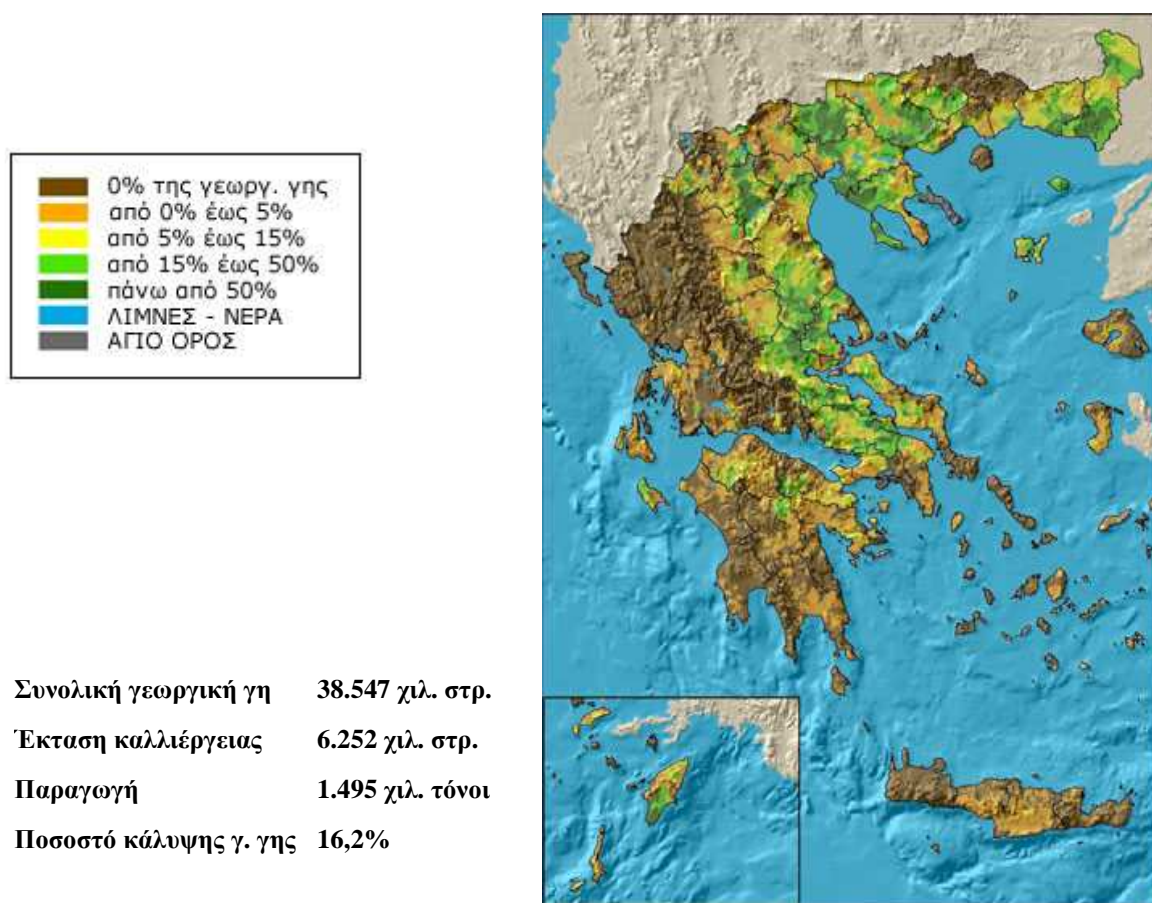 0% της γεωργ. γης
από 0% έως 5%
από 5% έως 15%
από 15% έως 50%
πάνω από 50%
ΛΙΜΝΕΣ - ΝΕΡΑ
ΑΓΙΟ ΟΡΟΣ
Συνολική γεωργική γη 38.547 χιλ. στρ.
Έκταση καλλιέργειας 6.252 χιλ. στρ.
Παραγωγή 1.495 χιλ. τόνοι
Ποσοστό κάλυψης γ. γης 16,2%